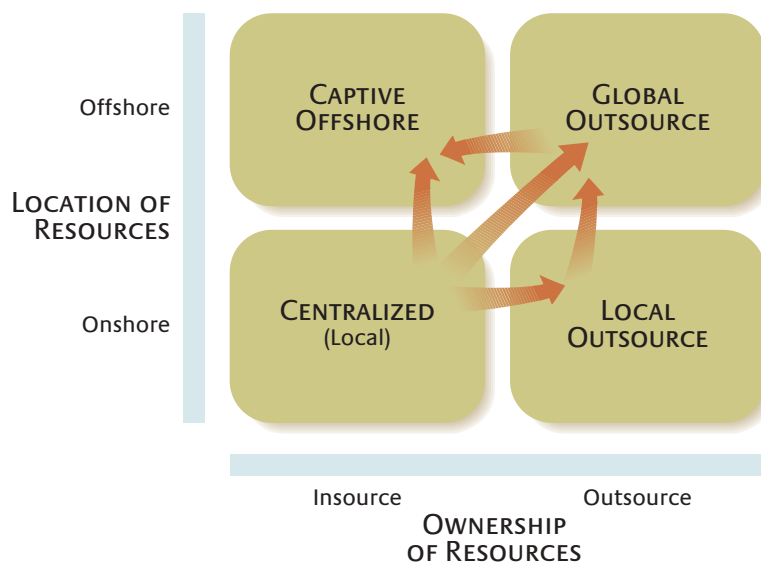 Offshore
CAPTIVE
OFFSHORE
GLOBAL
OUTSOURCE
LOCATION OF
RESOURCES
Onshore
CENTRALIZED
(Local)
LOCAL
OUTSOURCE
Insource
Outsource
OWNERSHIP
OF RESOURCES